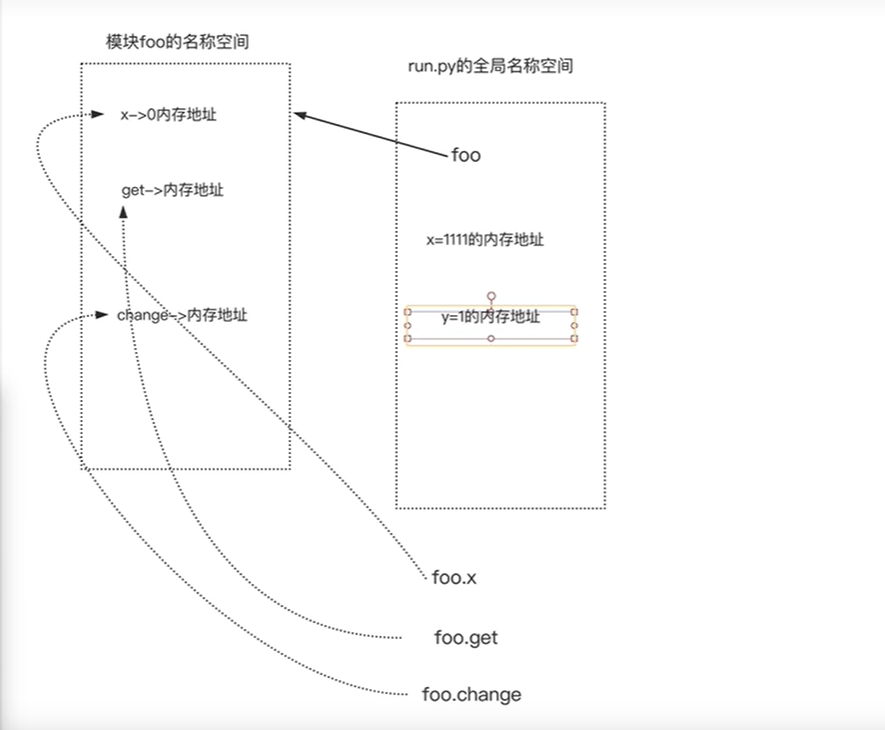 模块foo的名称空间
run.py的全局名称空间
x->0内存地址
foo
get->内存地址
x=1111的内存地址
change->内存地址
y=1的内存地址
foo.x
foo.get
foo.change